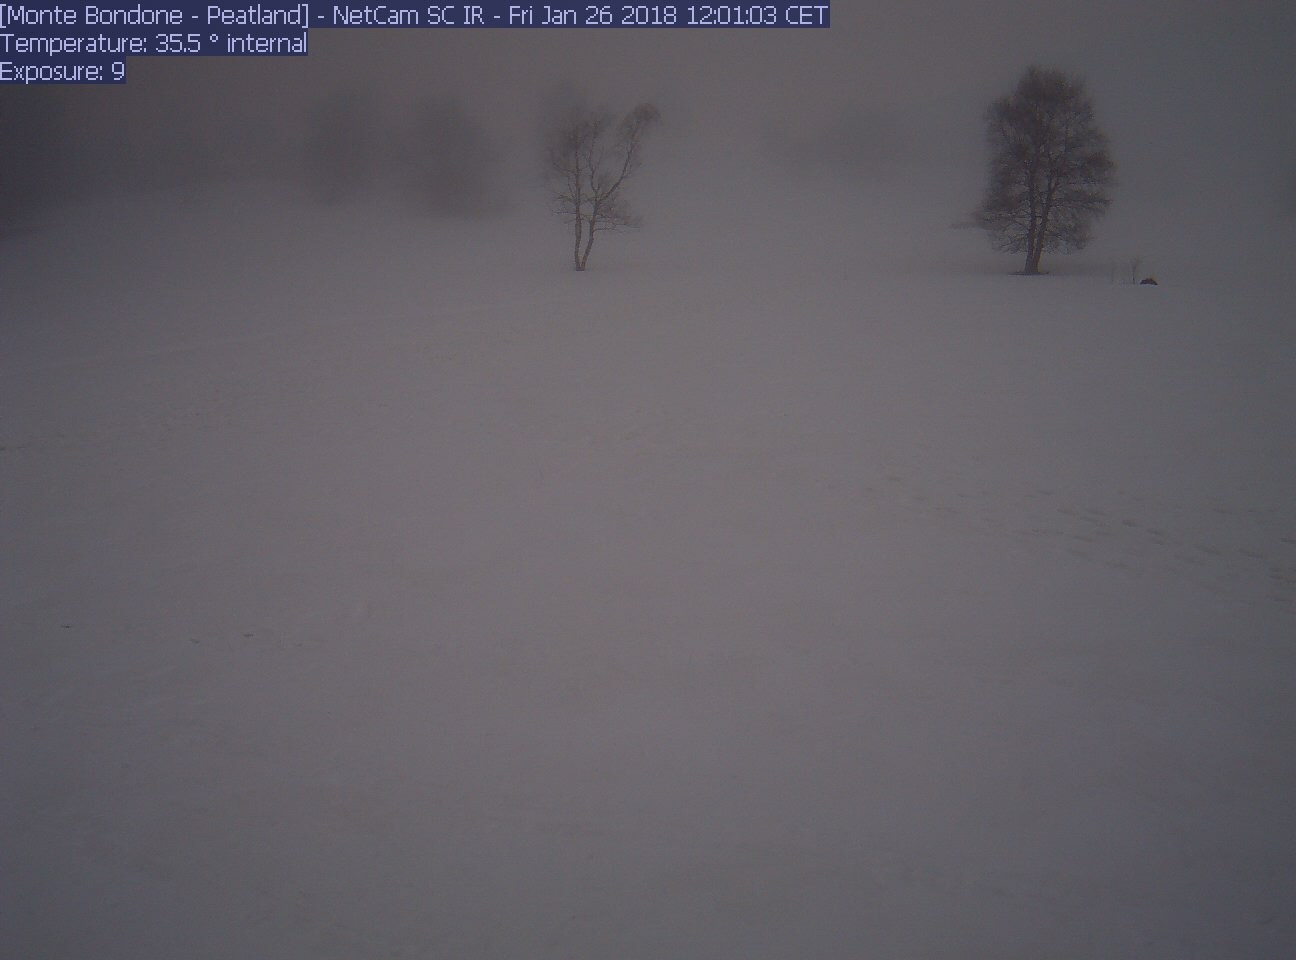 [Monte Bondone - Peatland] - NetCam SC IR - Fri Jan 26 2018 12:01:03 CET
Temperature: 35.5 ° internal
Exposure: 9